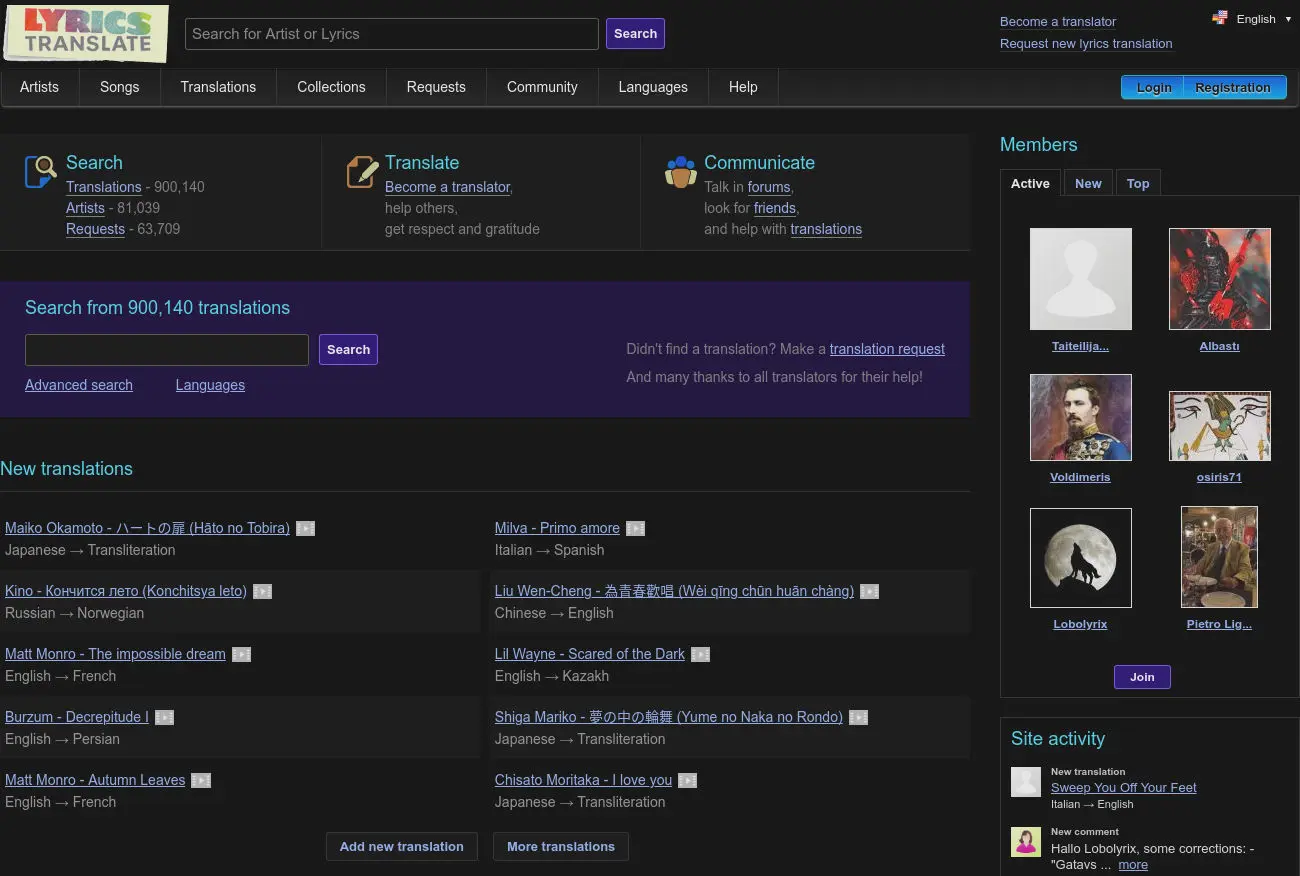 LYRICS
TRANSLATE
Search for Artist or Lyrics
Search
Become a translator
Request new lyrics translation
English
Artists
Songs
Translations
Collections
Requests
Community
Languages
Help
Login
Registration
Search
Translations - 900,140
Artists - 81,039
Requests - 63,709
Translate
Become a translator,
help others,
get respect and gratitude
Communicate
Talk in forums,
look for friends,
and help with translations
Search from 900,140 translations
Search
Advanced search
Languages
Didn't find a translation? Make a translation request
And many thanks to all translators for their help!
New translations
Maiko Okamoto - ハートの扉 (Hāto no Tobira)
Japanese → Transliteration
Milva - Primo amore
Italian → Spanish
Kino - Кончится лето (Konchitsya leto)
Russian → Norwegian
Liu Wen-Cheng - 為青春歡唱 (Wèi qīng chūn huān chàng)
Chinese → English
Matt Monro - The impossible dream
English → French
Lil Wayne - Scared of the Dark
English → Kazakh
Burzum - Decrepitude I
English → Persian
Shiga Mariko - 夢の中の輪舞 (Yume no Naka no Rondo)
Japanese → Transliteration
Matt Monro - Autumn Leaves
English → French
Chisato Moritaka - I love you
Japanese → Transliteration
Add new translation
More translations
Members
Active
New
Top
Taiteilija...
Albastı
Voldimeris
osiris71
Lobolyrix
Pietro Lig...
Join
Site activity
New translation
Sweep You Off Your Feet
Italian → English
New comment
Hallo Lobolyrix, some corrections: -
"Gatavs ... more